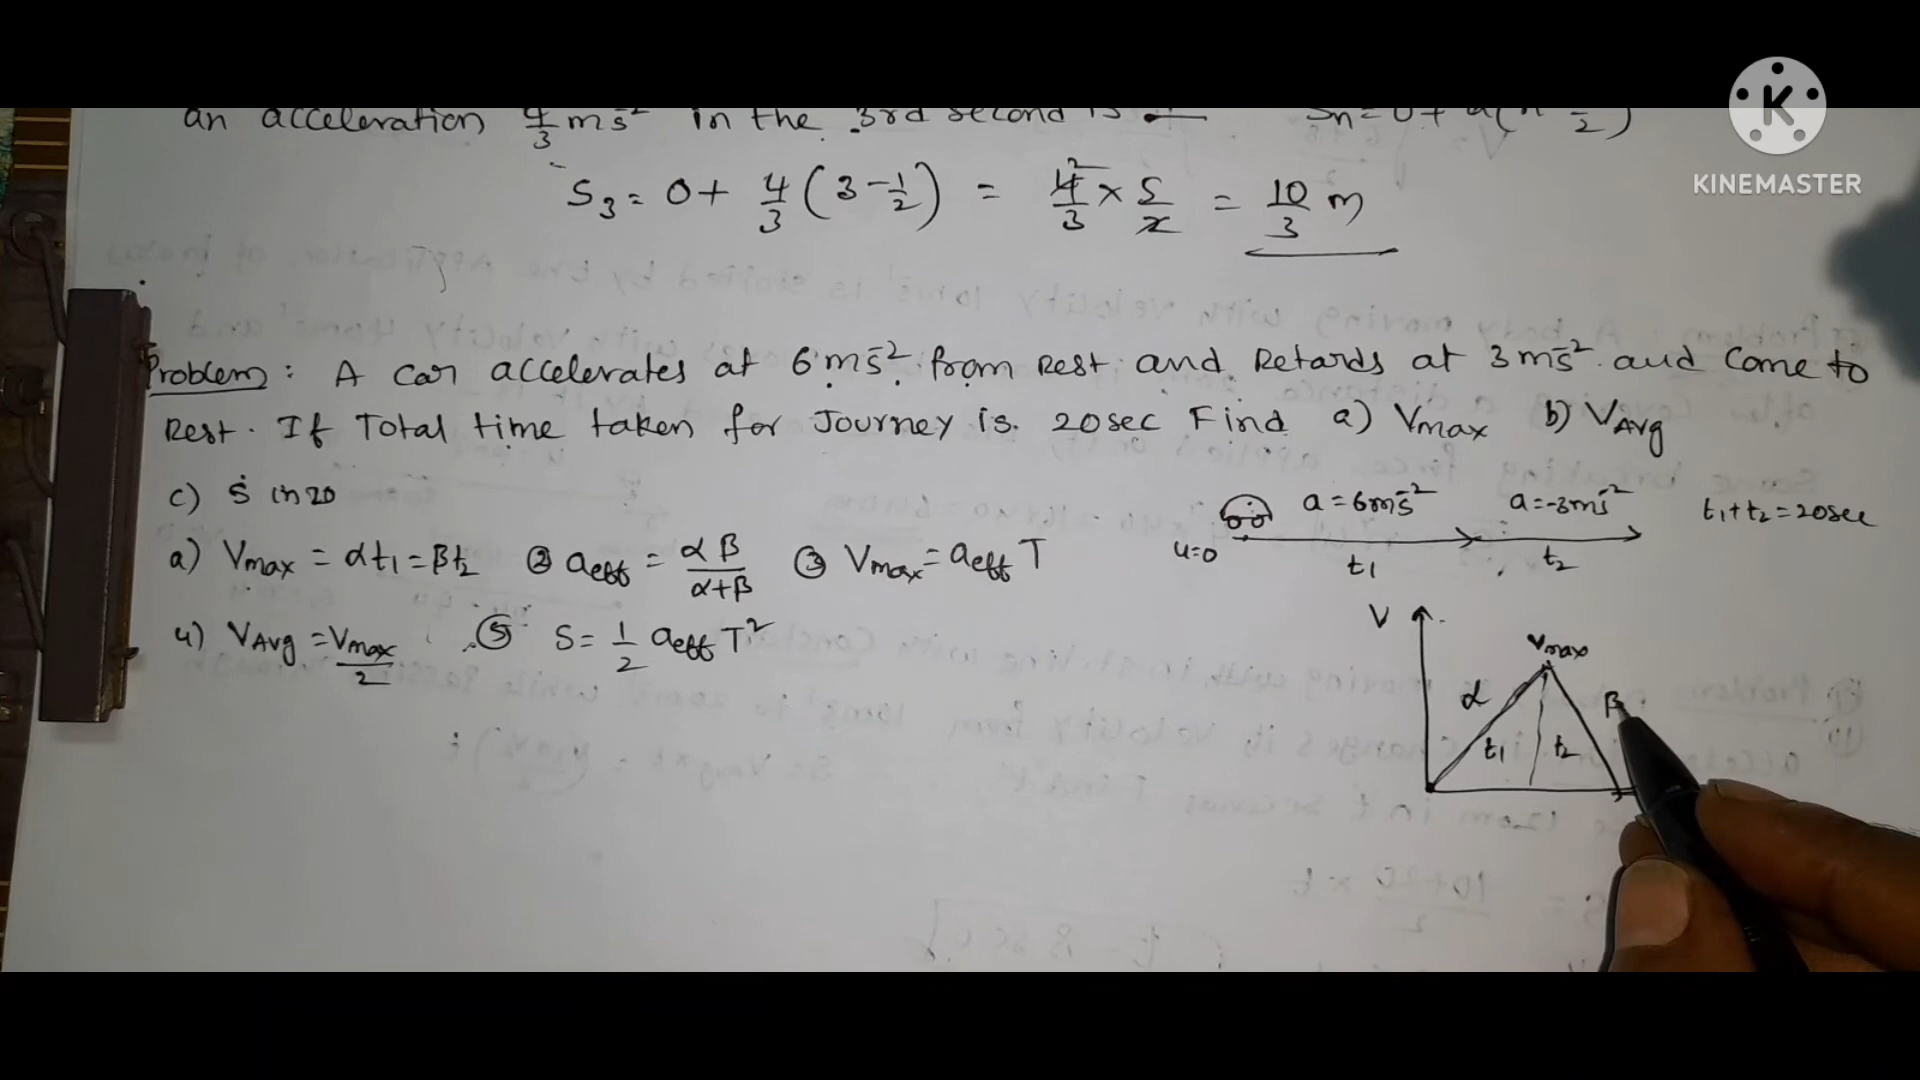 an acceleration 4/3 ms⁻² in the 3rd second is
KINEMASTER
S₃ = 0 + 4/3 (3 - 1/2) = 4/3 × 5/2 = 10/3 m
Problem: A car accelerates at 6 ms⁻² from Rest and Retards at 3 ms⁻² and Come to
Rest. If Total time taken for Journey is. 20sec Find a) Vmax b) VAvg
c) S in 20
a = 6ms⁻² a = -3ms⁻² t₁+t₂ = 20sec
u=0 t₁ t₂
a) Vmax = αt₁ = βt₂ ② aeff = αβ/α+β ③ Vmax = aeff T
4) VAvg = Vmax/2 ⑤ S = 1/2 aeff T²
V
Vmax
α β
t₁ t₂